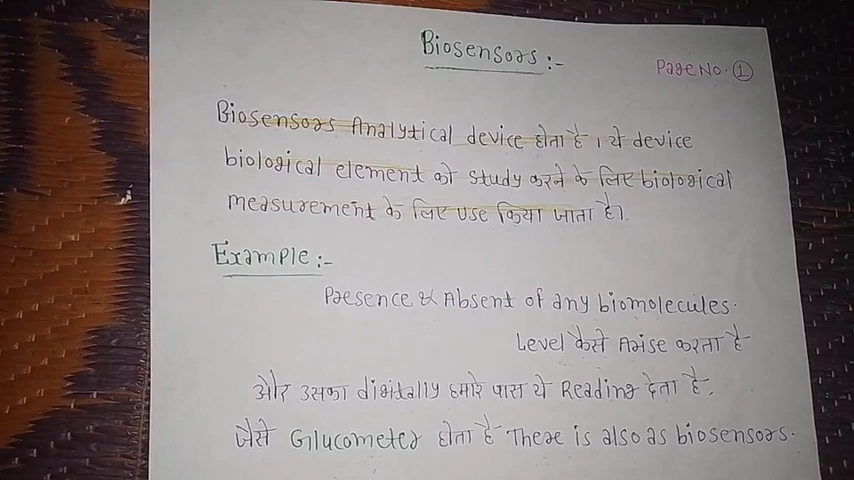 Biosensors :-
Page No. 1
Biosensors Analytical device होता है। ये device
biological element को study करने के लिए biological
measurement के लिए use किया जाता है।
Example :-
Presence & Absent of any biomolecules.
Level कैसे Arise करता है
और उसका digitally हमारे पास ये Reading देता है.
जैसे Glucometer होता है There is also as biosensors.